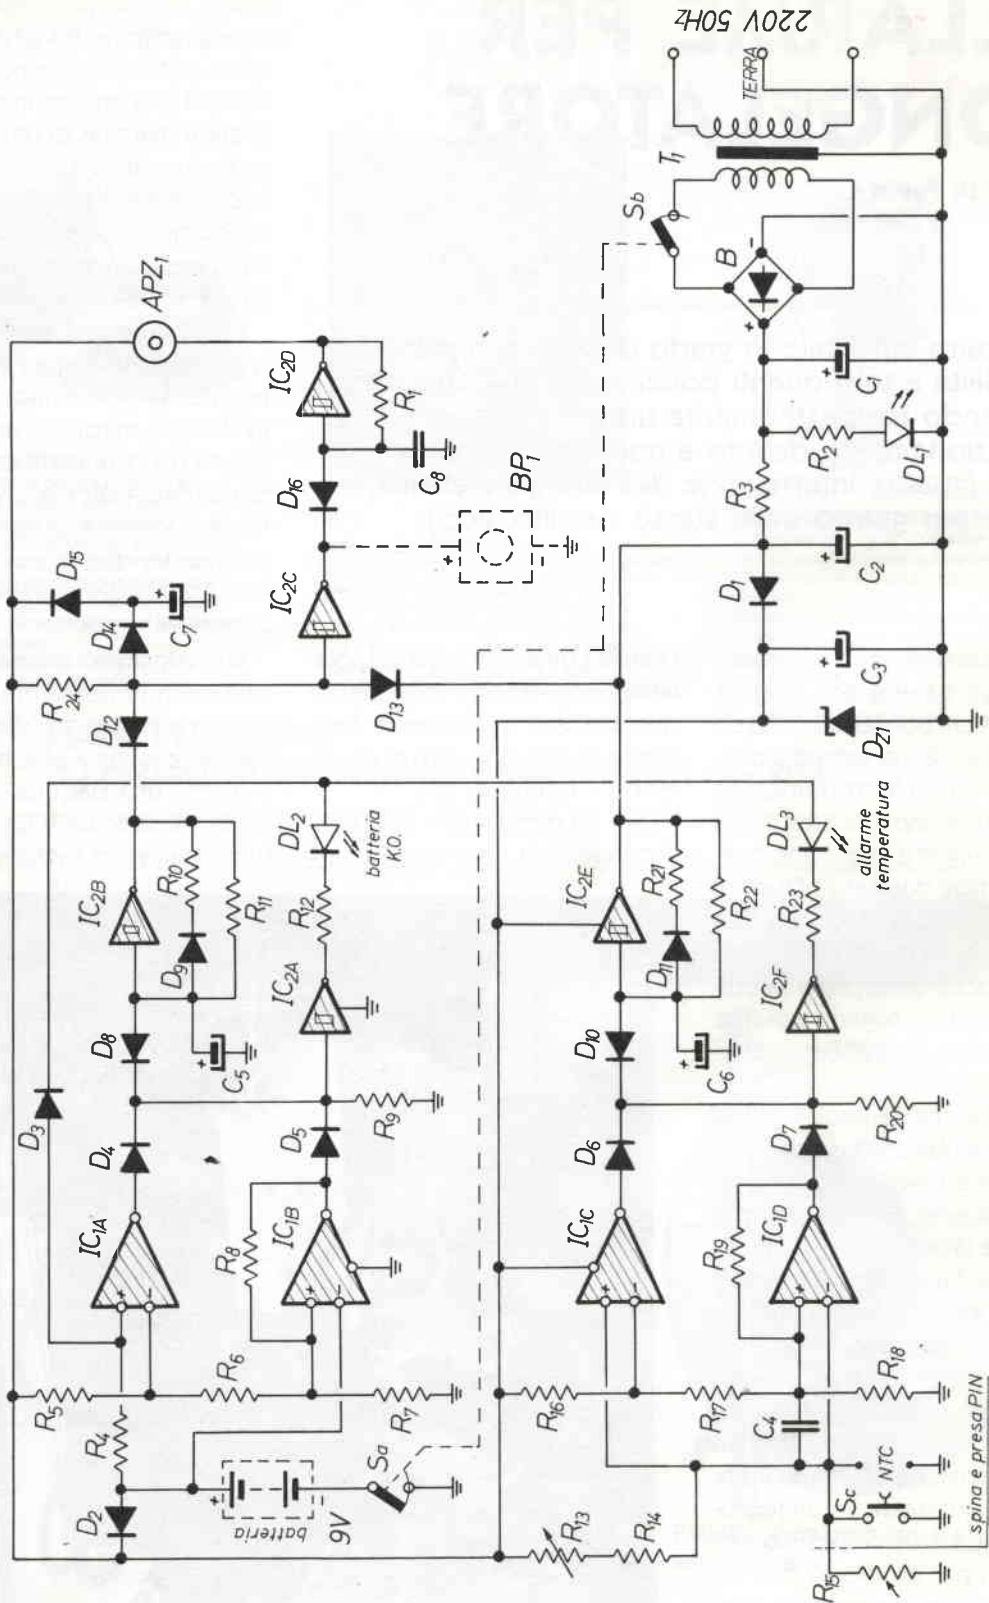 220V 50Hz
TERRA
T1
Sb
B
-
+
C1
R2
DL1
R3
C2
D1
C3
DZ1
APZ1
IC2D
R1
C8
D16
BP1
+
-
IC2C
D15
C7
+
D14
R24
D12
D13
IC2B
R10
R11
D9
D8
C5
+
DL2
batteria
K.O.
R12
IC2A
D3
D4
D5
R9
IC1A
+
-
R8
IC1B
+
-
R5
R6
R7
R4
D2
batteria
9V
+
Sa
IC2E
R21
R22
D11
D10
C6
+
DL3
allarme
temperatura
R23
IC2F
D6
D7
R20
IC1C
+
-
R19
IC1D
+
-
R16
R17
R18
C4
R13
R14
Sc
NTC
R15
spina e presa PIN